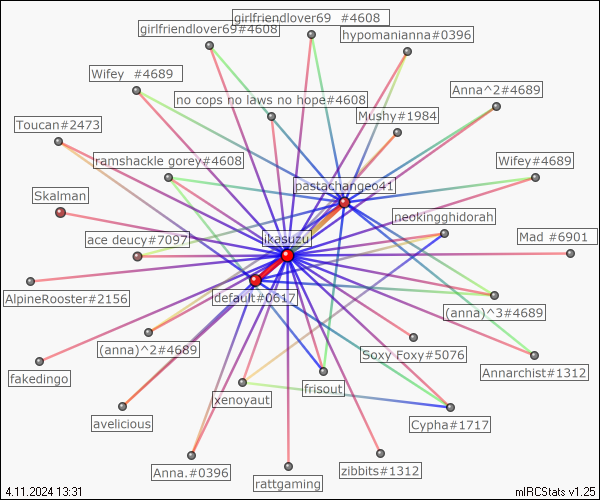 girlfriendlover69  #4608
girlfriendlover69#4608
hypomanianna#0396
Wifey  #4689
Anna^2#4689
no cops no laws no hope#4608
Mushy#1984
Toucan#2473
ramshackle gorey#4608
Wifey#4689
pastachangeo41
Skalman
neokingghidorah
ikasuzu
ace deucy#7097
Mad #6901
default#0617
AlpineRooster#2156
(anna)^3#4689
(anna)^2#4689
Soxy Foxy#5076
fakedingo
Annarchist#1312
frisout
xenoyaut
avelicious
Cypha#1717
Anna.#0396
zibbits#1312
rattgaming
4.11.2024 13:31
mIRCStats v1.25